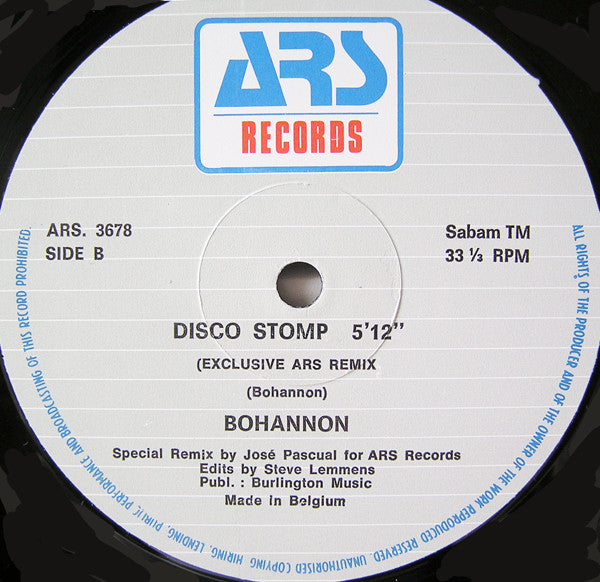 ARS
RECORDS
ARS. 3678
SIDE B
Sabam TM
33 ⅓ RPM
DISCO STOMP 5'12"
(EXCLUSIVE ARS REMIX
(Bohannon)
BOHANNON
Special Remix by José Pascual for ARS Records
Edits by Steve Lemmens
Publ. : Burlington Music
Made in Belgium
ALL RIGHTS OF THE PRODUCER AND OF THE OWNER OF THE WORK REPRODUCED RESERVED. UNAUTHORISED COPYING, HIRING, LENDING, PUBLIC PERFORMANCE AND BROADCASTING OF THIS RECORD PROHIBITED.